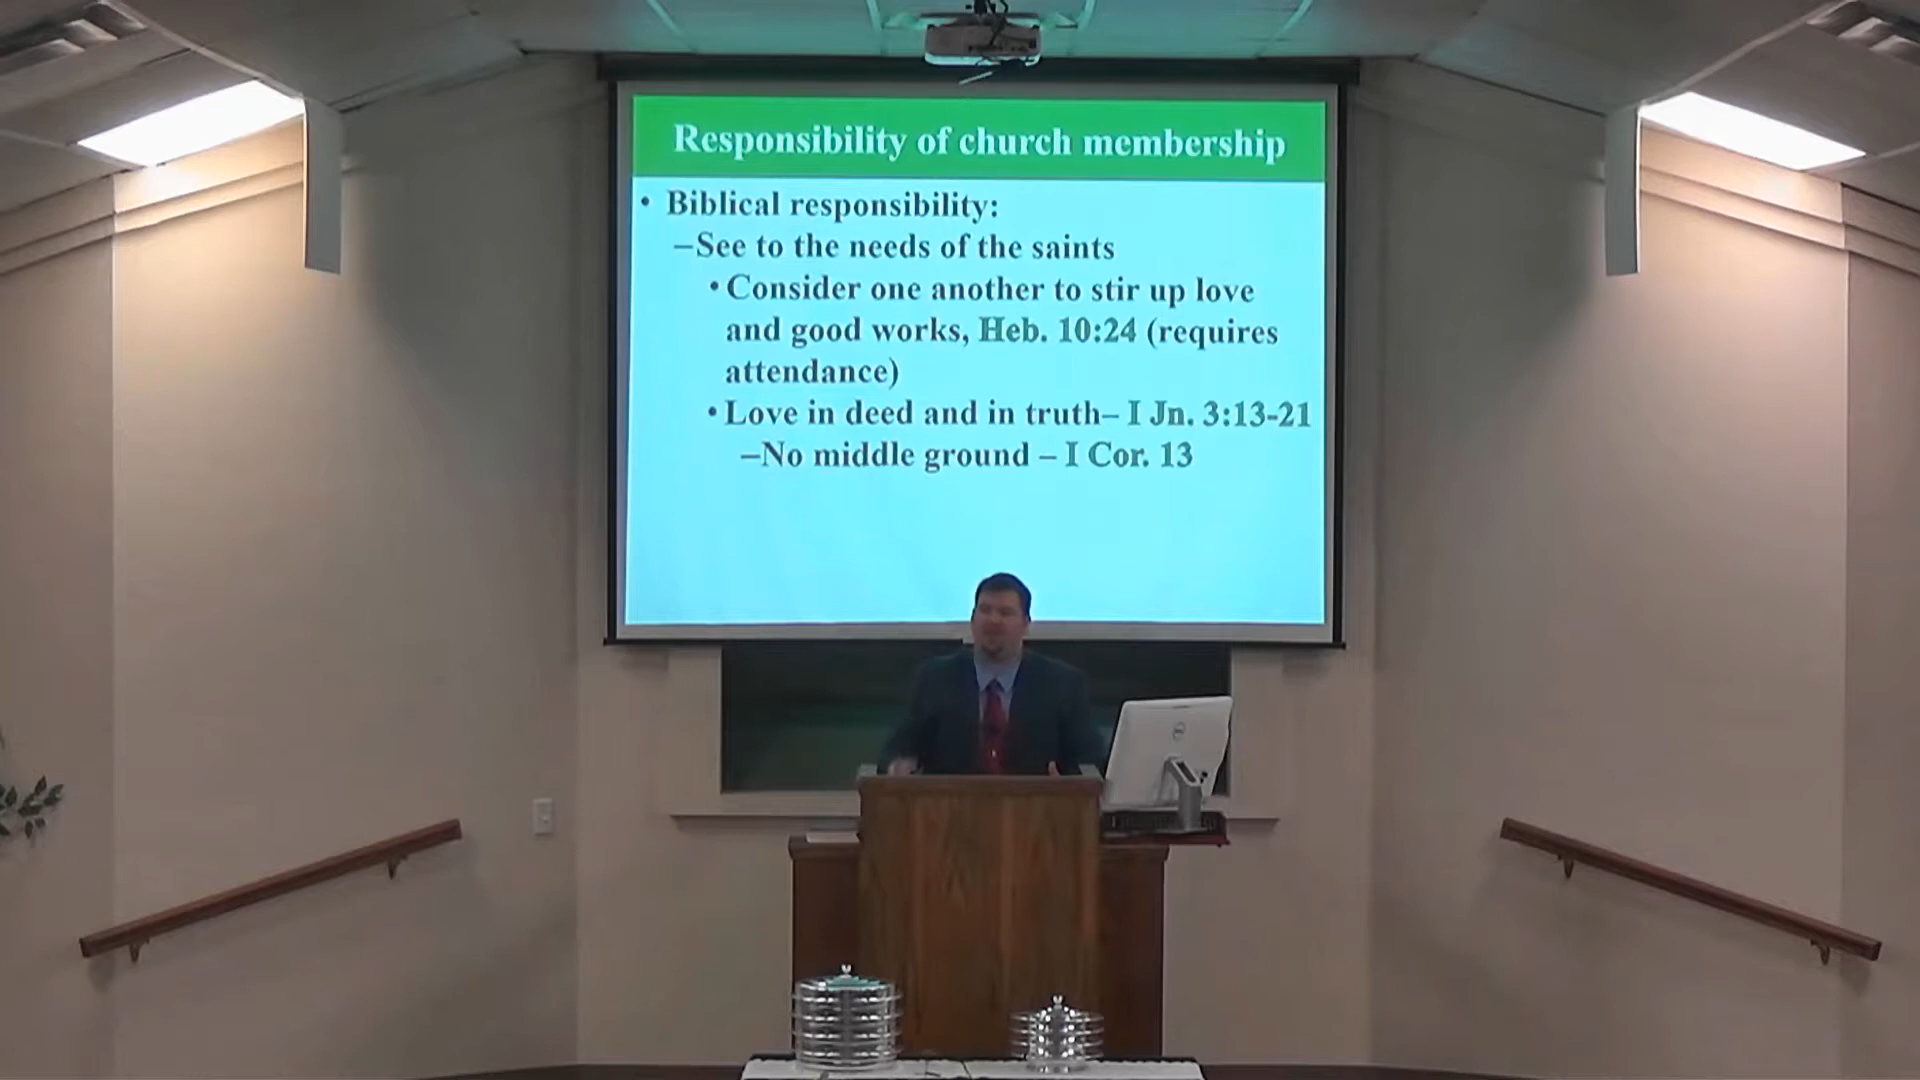 Responsibility of church membership
• Biblical responsibility:
–See to the needs of the saints
• Consider one another to stir up love
and good works, Heb. 10:24 (requires
attendance)
• Love in deed and in truth– I Jn. 3:13-21
–No middle ground – I Cor. 13
DELL